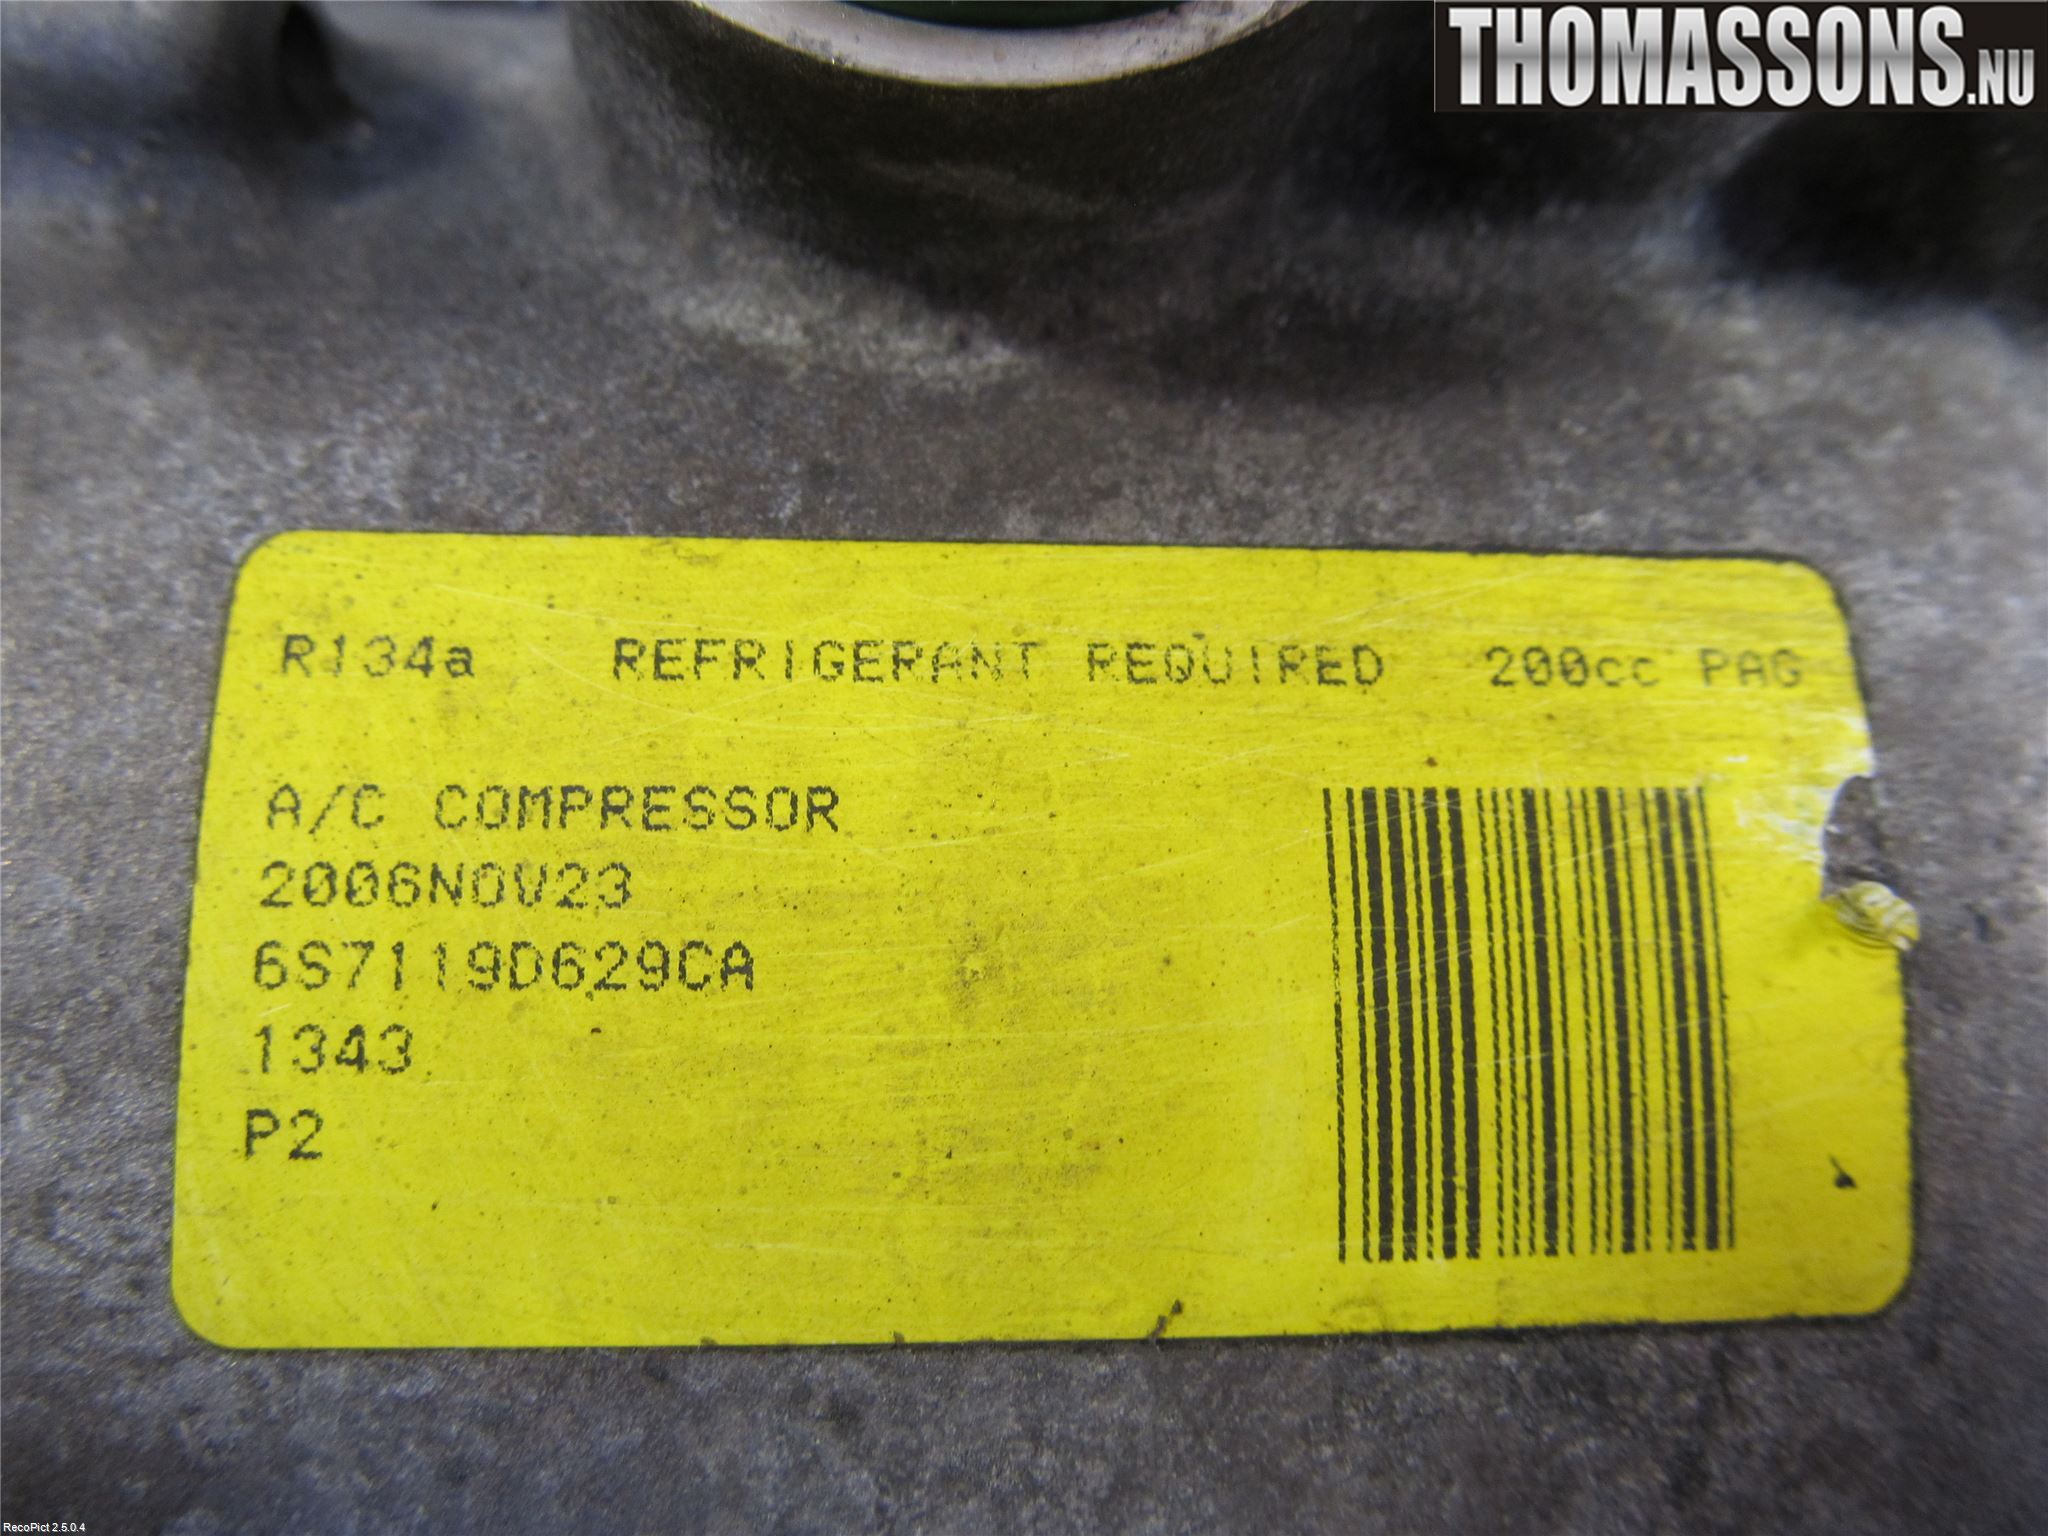 THOMASSONS.NU
R134a REFRIGERANT REQUIRED 200cc PAG
A/C COMPRESSOR
2006NOV23
6S7119D629CA
1343
P2
RecoPict 2.5.0.4